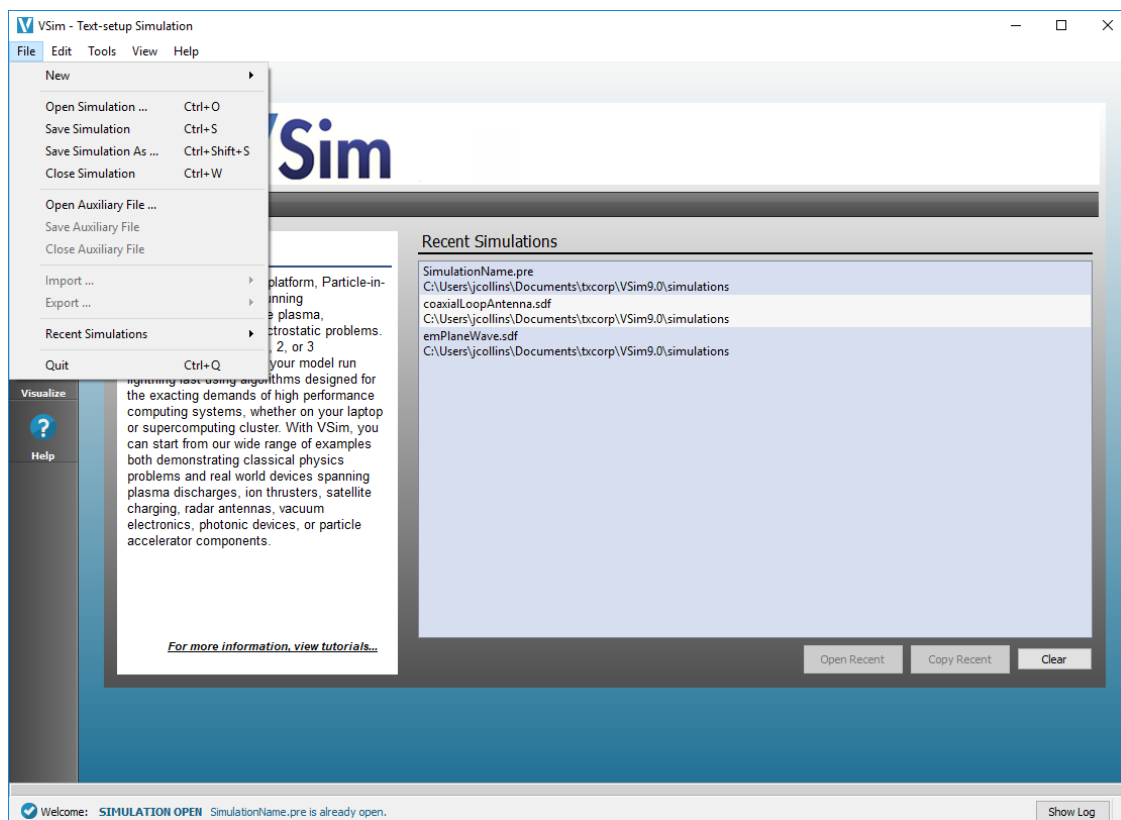 VSim - Text-setup Simulation
File Edit Tools View Help
New
Open Simulation ... Ctrl+O
Save Simulation Ctrl+S
Save Simulation As ... Ctrl+Shift+S
Close Simulation Ctrl+W
Open Auxiliary File ...
Save Auxiliary File
Close Auxiliary File
Import ...
Export ...
Recent Simulations
Quit Ctrl+Q
Sim
Visualize
Help
platform, Particle-in-
plasma,
2, or 3
your model run
lightning fast using algorithms designed for
the exacting demands of high performance
computing systems, whether on your laptop
or supercomputing cluster. With VSim, you
can start from our wide range of examples
both demonstrating classical physics
problems and real world devices spanning
plasma discharges, ion thrusters, satellite
charging, radar antennas, vacuum
electronics, photonic devices, or particle
accelerator components.
For more information, view tutorials...
Recent Simulations
SimulationName.pre
C:\Users\jcollins\Documents\txcorp\VSim9.0\simulations
coaxialLoopAntenna.sdf
C:\Users\jcollins\Documents\txcorp\VSim9.0\simulations
emPlaneWave.sdf
C:\Users\jcollins\Documents\txcorp\VSim9.0\simulations
Open Recent Copy Recent Clear
Welcome: SIMULATION OPEN SimulationName.pre is already open.
Show Log